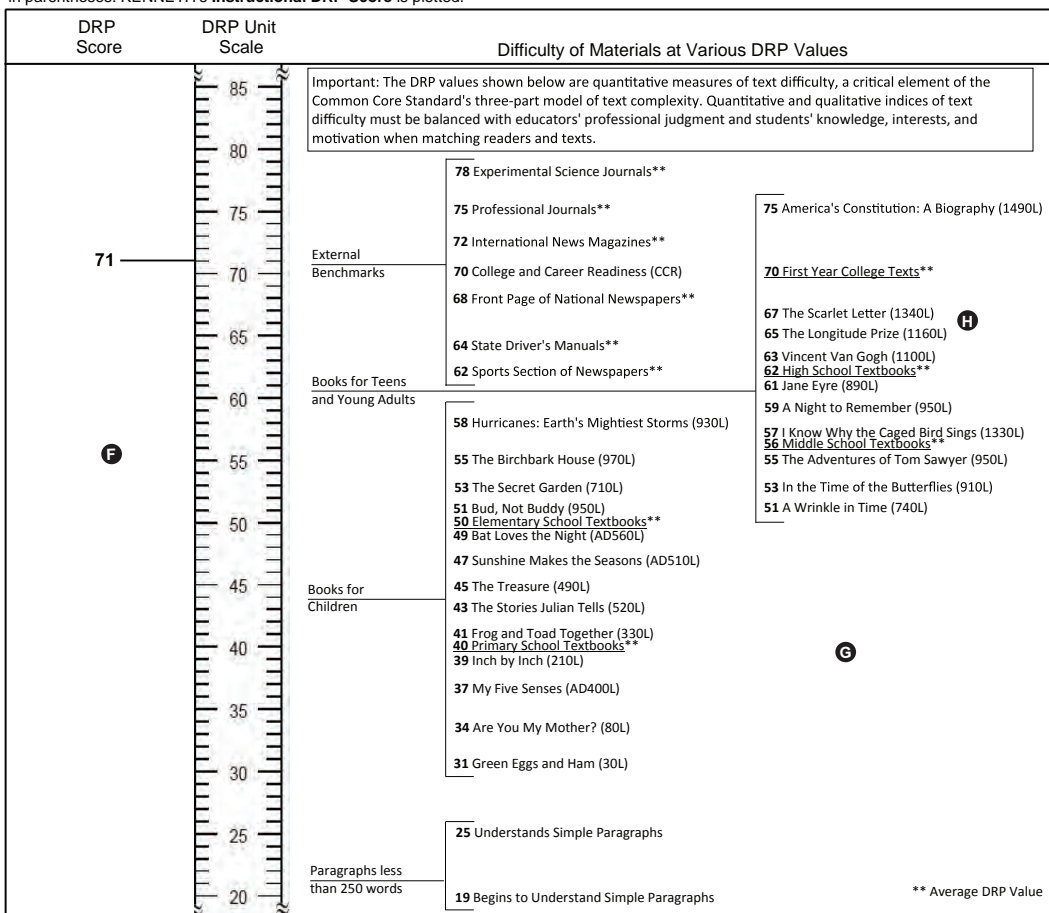 DRP
Score
DRP Unit
Scale
Difficulty of Materials at Various DRP Values
Important: The DRP values shown below are quantitative measures of text difficulty, a critical element of the
Common Core Standard's three-part model of text complexity. Quantitative and qualitative indices of text
difficulty must be balanced with educators' professional judgment and students' knowledge, interests, and
motivation when matching readers and texts.
71
F
85
80
75
70
65
60
55
50
45
40
35
30
25
20
External
Benchmarks
78 Experimental Science Journals**
75 Professional Journals**
72 International News Magazines**
70 College and Career Readiness (CCR)
68 Front Page of National Newspapers**
64 State Driver's Manuals**
62 Sports Section of Newspapers**
Books for Teens
and Young Adults
75 America's Constitution: A Biography (1490L)
70 First Year College Texts**
67 The Scarlet Letter (1340L)
H
65 The Longitude Prize (1160L)
63 Vincent Van Gogh (1100L)
62 High School Textbooks**
61 Jane Eyre (890L)
59 A Night to Remember (950L)
57 I Know Why the Caged Bird Sings (1330L)
56 Middle School Textbooks**
55 The Adventures of Tom Sawyer (950L)
53 In the Time of the Butterflies (910L)
51 A Wrinkle in Time (740L)
Books for
Children
58 Hurricanes: Earth's Mightiest Storms (930L)
55 The Birchbark House (970L)
53 The Secret Garden (710L)
51 Bud, Not Buddy (950L)
50 Elementary School Textbooks**
49 Bat Loves the Night (AD560L)
47 Sunshine Makes the Seasons (AD510L)
45 The Treasure (490L)
43 The Stories Julian Tells (520L)
41 Frog and Toad Together (330L)
40 Primary School Textbooks**
39 Inch by Inch (210L)
37 My Five Senses (AD400L)
34 Are You My Mother? (80L)
31 Green Eggs and Ham (30L)
G
Paragraphs less
than 250 words
25 Understands Simple Paragraphs
19 Begins to Understand Simple Paragraphs
** Average DRP Value